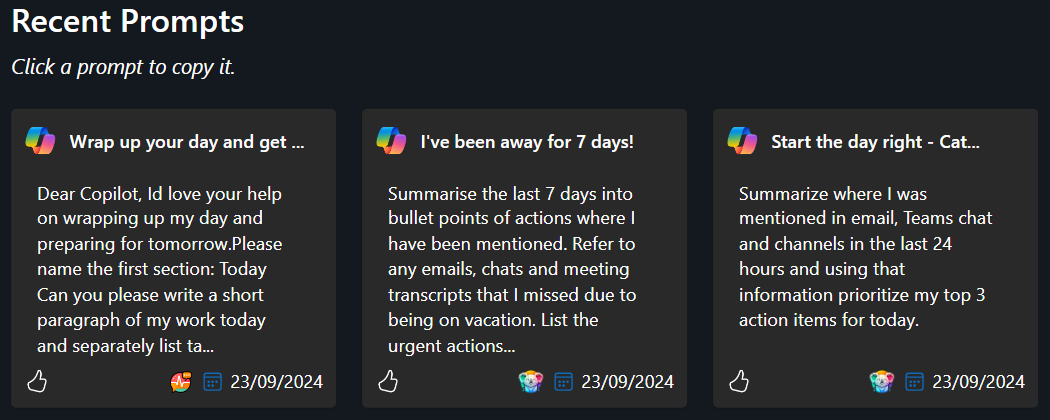 Recent Prompts
Click a prompt to copy it.
Wrap up your day and get ...
Dear Copilot, Id love your help
on wrapping up my day and
preparing for tomorrow.Please
name the first section: Today
Can you please write a short
paragraph of my work today
and separately list ta...
23/09/2024
I've been away for 7 days!
Summarise the last 7 days into
bullet points of actions where I
have been mentioned. Refer to
any emails, chats and meeting
transcripts that I missed due to
being on vacation. List the
urgent actions...
23/09/2024
Start the day right - Cat...
Summarize where I was
mentioned in email, Teams chat
and channels in the last 24
hours and using that
information prioritize my top 3
action items for today.
23/09/2024